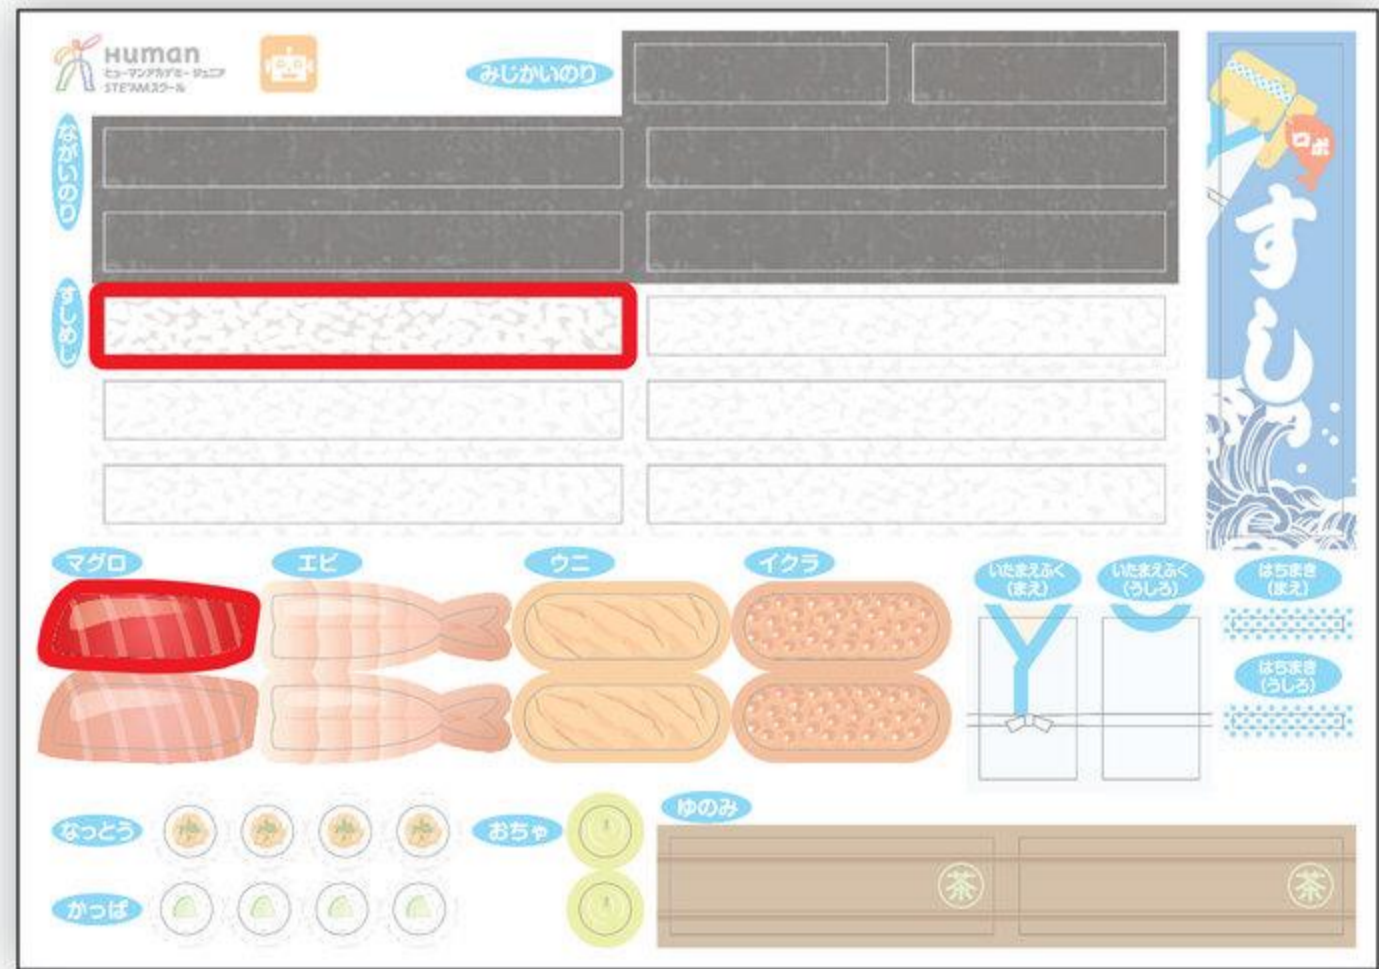 Human
ヒューマンアカデミージュニア
STEAMスクール
みじかいのり
ながいのり
すしめし
ロボ
すしっ
マグロ
エビ
ウニ
イクラ
いたまえふく
(まえ)
いたまえふく
(うしろ)
はちまき
(まえ)
はちまき
(うしろ)
なっとう
おちゃ
ゆのみ
かっぱ
茶
茶